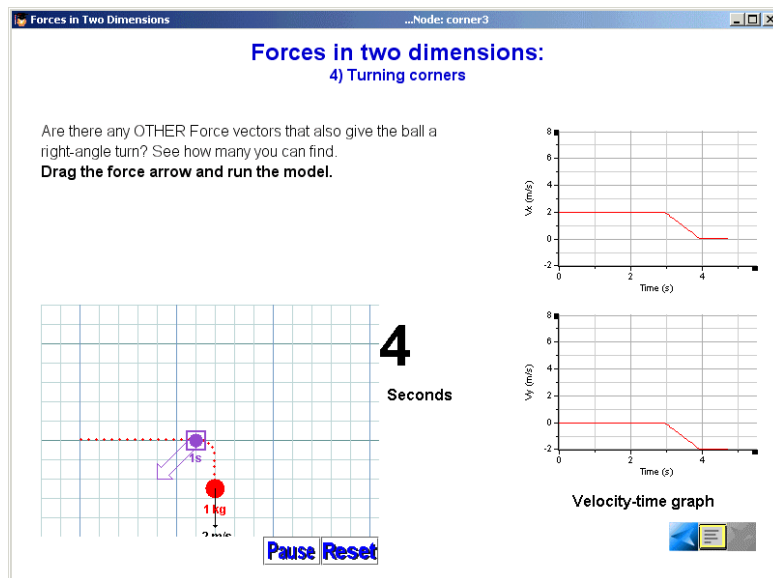 Forces in Two Dimensions ...Node: corner3
Forces in two dimensions:
4) Turning corners
Are there any OTHER Force vectors that also give the ball a
right-angle turn? See how many you can find.
Drag the force arrow and run the model.
8
6
4
2
0
-2
Vx (m/s)
0 2 4
Time (s)
4
Seconds
8
6
4
2
0
-2
Vy (m/s)
0 2 4
Time (s)
1s
1 kg
2 m/s
Velocity-time graph
Pause Reset